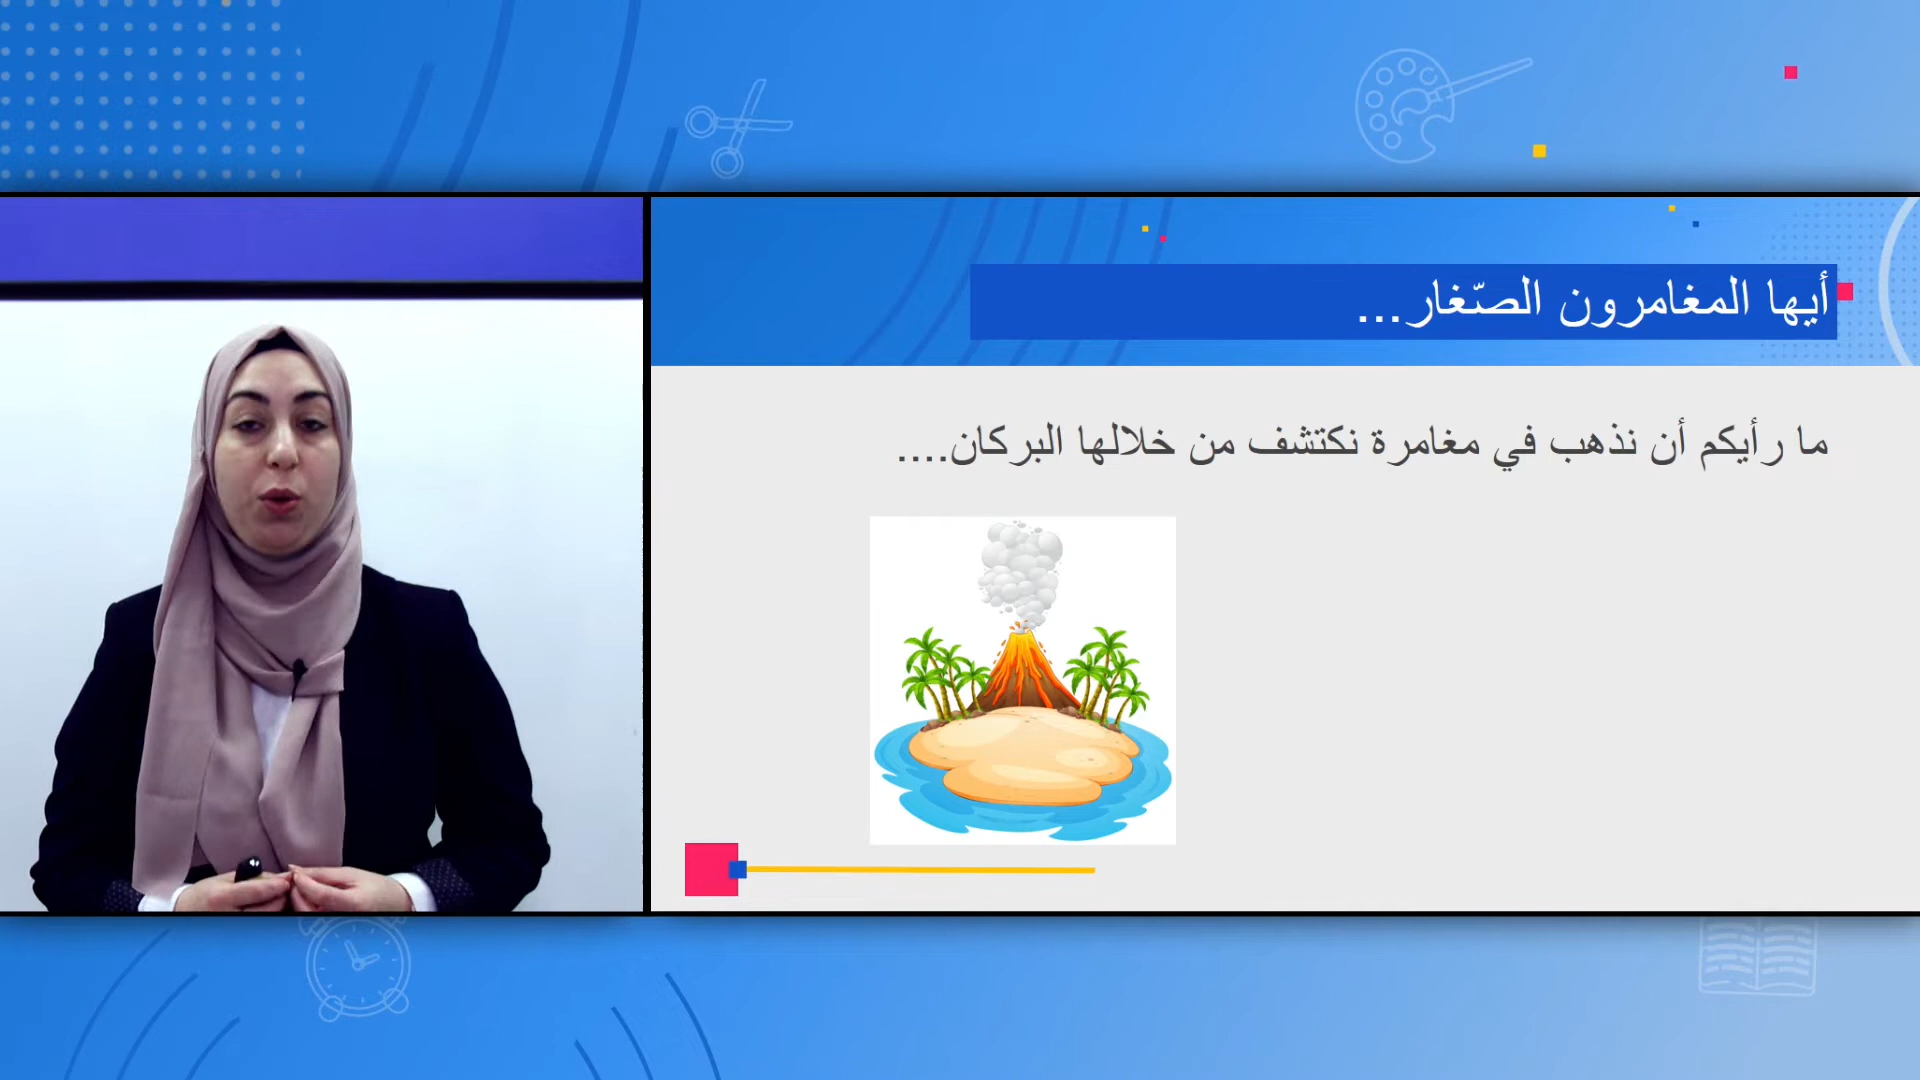 أيها المغامرون الصّغار...
ما رأيكم أن نذهب في مغامرة نكتشف من خلالها البركان....